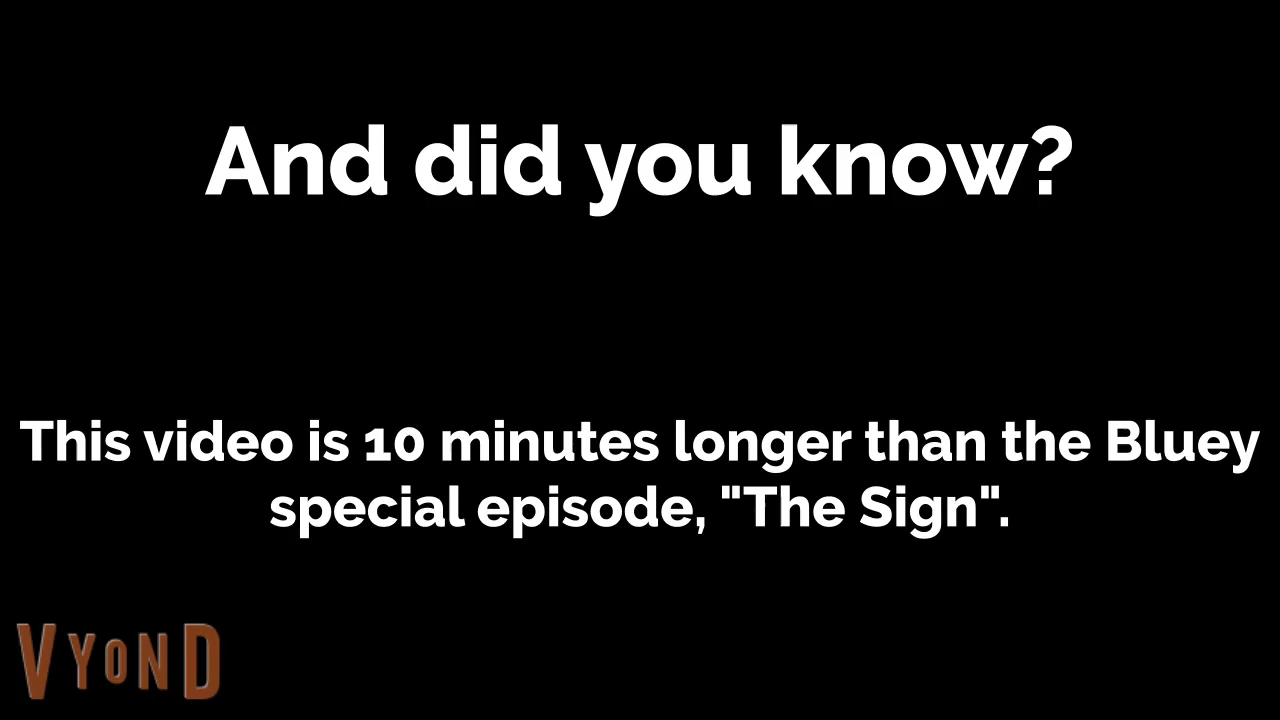 And did you know?
This video is 10 minutes longer than the Bluey
special episode, "The Sign".
VYOND